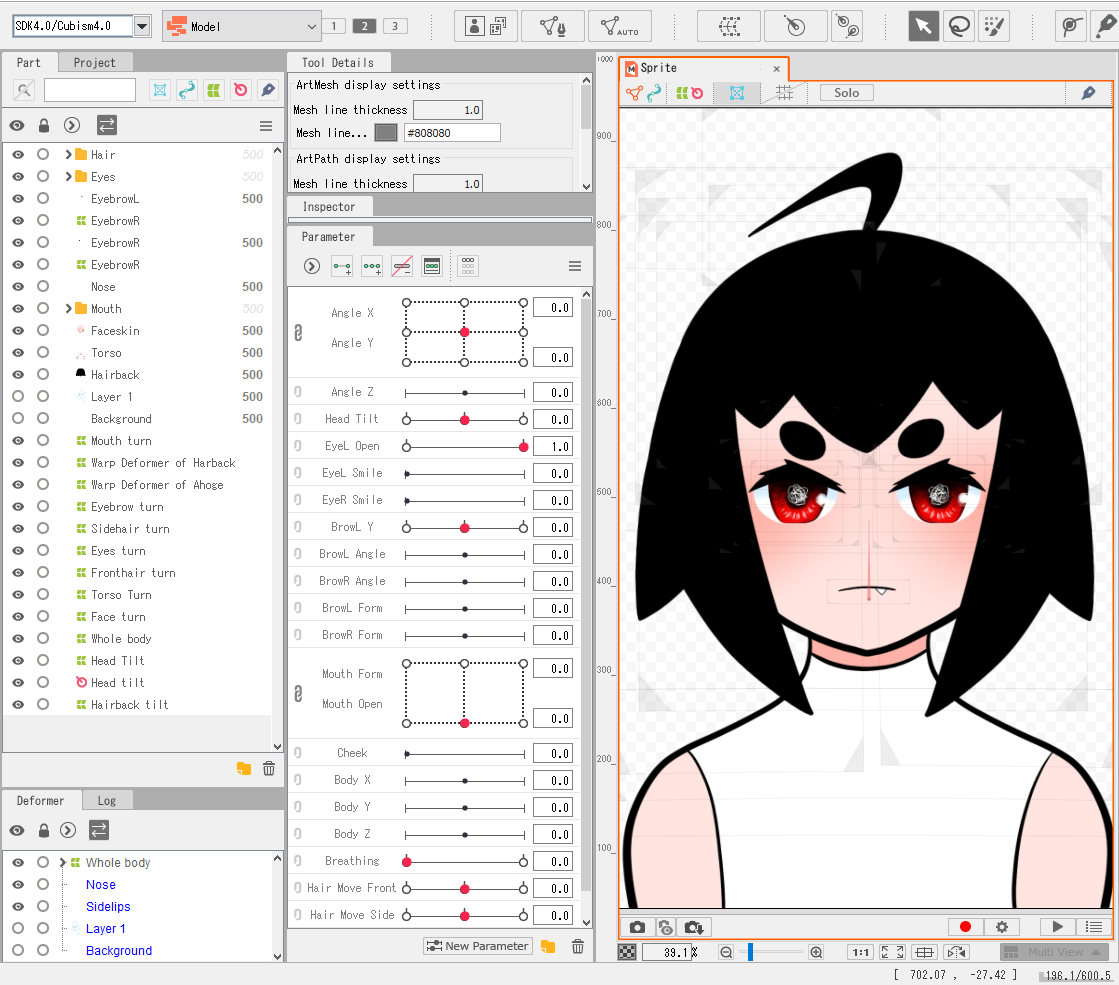 SDK4.0/Cubism4.0
Model
1
2
3
AUTO
Part
Project
Hair 500
Eyes 500
EyebrowL 500
EyebrowR
EyebrowR 500
EyebrowR
Nose 500
Mouth 500
Faceskin 500
Torso 500
Hairback 500
Layer 1 500
Background 500
Mouth turn
Warp Deformer of Harback
Warp Deformer of Ahoge
Eyebrow turn
Sidehair turn
Eyes turn
Fronthair turn
Torso Turn
Face turn
Whole body
Head Tilt
Head tilt
Hairback tilt
Deformer
Log
Whole body
Nose
Sidelips
Layer 1
Background
Tool Details
ArtMesh display settings
Mesh line thickness 1.0
Mesh line... #808080
ArtPath display settings
Mesh line thickness 1.0
Inspector
Parameter
Angle X 0.0
Angle Y 0.0
Angle Z 0.0
Head Tilt 0.0
EyeL Open 1.0
EyeL Smile 0.0
EyeR Smile 0.0
BrowL Y 0.0
BrowL Angle 0.0
BrowR Angle 0.0
BrowL Form 0.0
BrowR Form 0.0
Mouth Form 0.0
Mouth Open 0.0
Cheek 0.0
Body X 0.0
Body Y 0.0
Body Z 0.0
Breathing 0.0
Hair Move Front 0.0
Hair Move Side 0.0
New Parameter
Sprite
Solo
1000
900
800
700
600
500
400
300
200
100
39.1%
1:1
Multi View
[ 702.07 , -27.42 ]
196.1/600.5